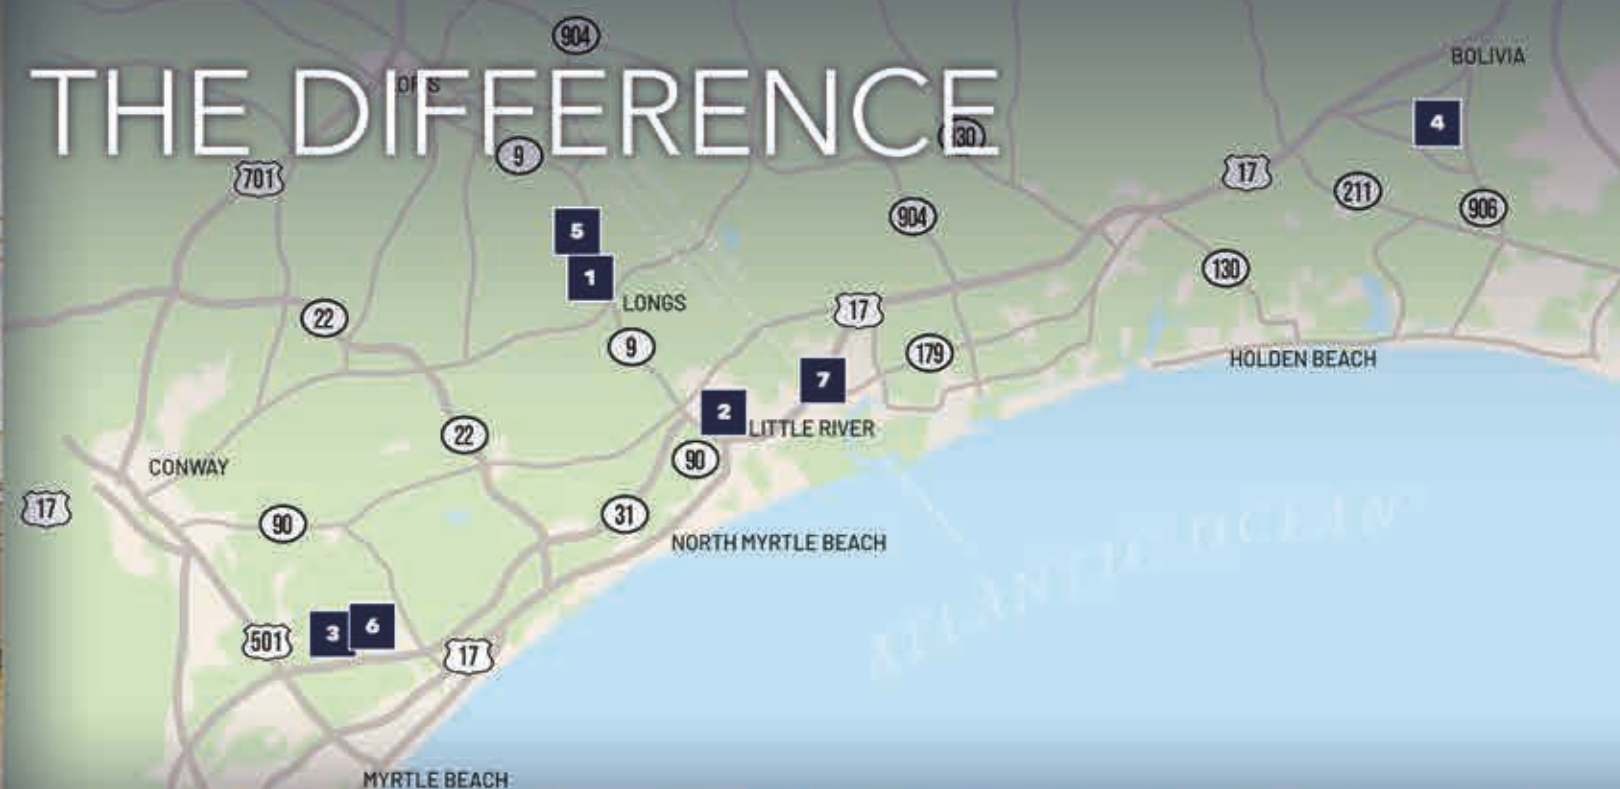 904
BOLIVIA
THE DIFFERENCE
4
9
701
17
211
906
5
904
1
130
LONGS
17
22
9
179
HOLDEN BEACH
7
2
LITTLE RIVER
22
90
CONWAY
17
90
31
NORTH MYRTLE BEACH
ATLANTIC OCEAN
3
6
501
17
MYRTLE BEACH